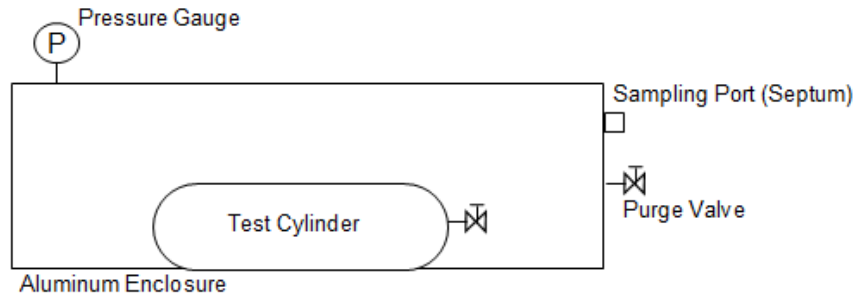 Pressure Gauge
P
Sampling Port (Septum)
Test Cylinder
Purge Valve
Aluminum Enclosure